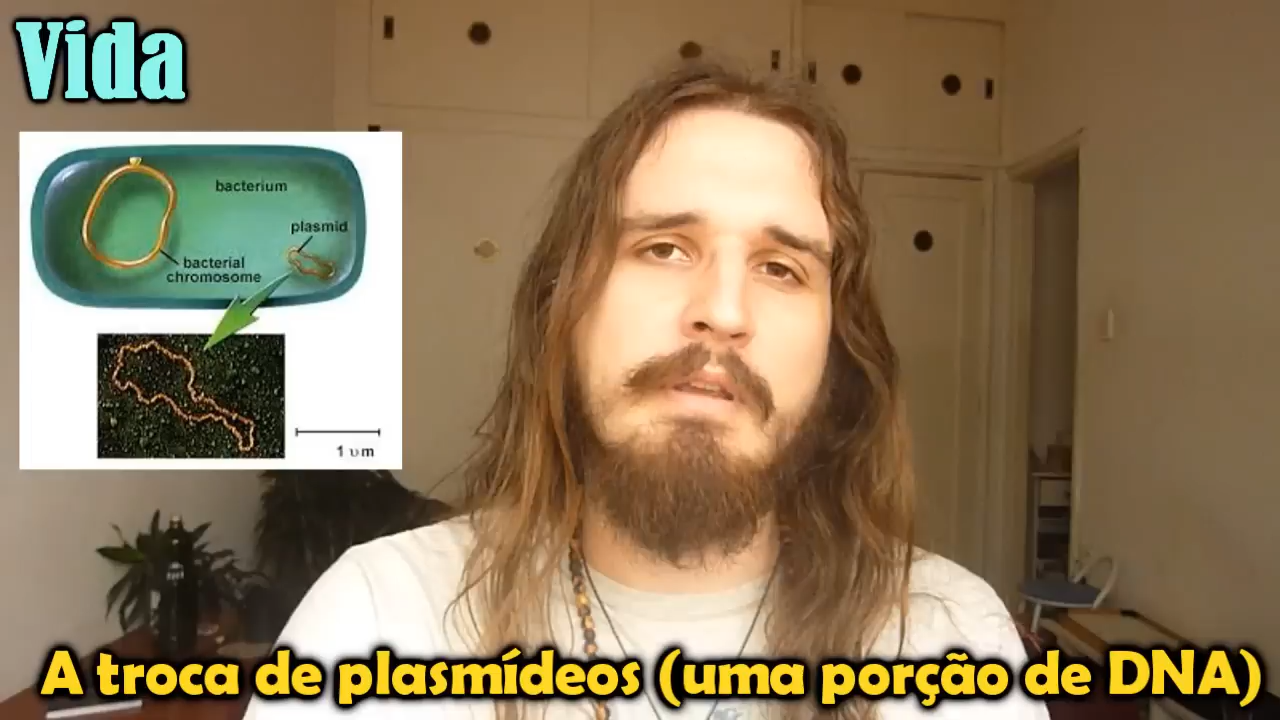 Vida
bacterium
plasmid
bacterial
chromosome
1 υm
A troca de plasmídeos (uma porção de DNA)